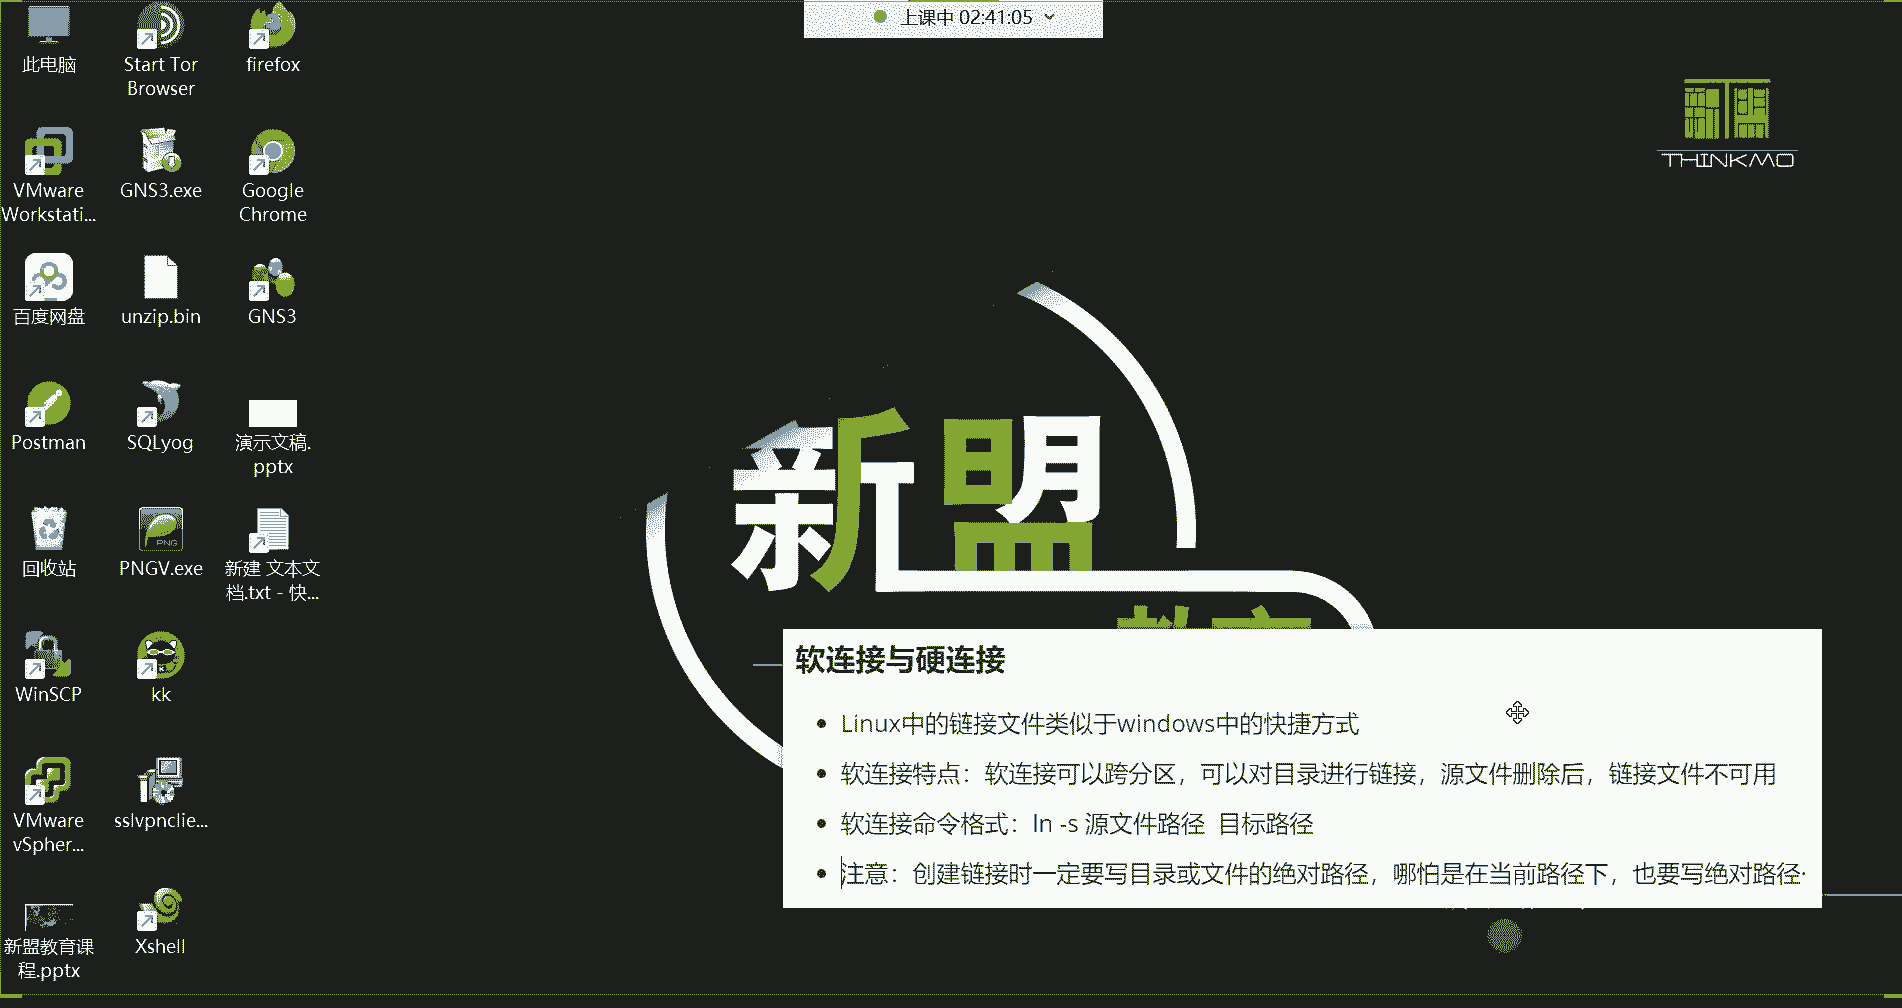 上课中 02:41:05
此电脑
Start Tor
Browser
firefox
THINKMO
VMware
Workstati...
GNS3.exe
Google
Chrome
百度网盘
unzip.bin
GNS3
Postman
SQLyog
演示文稿.
pptx
新盟
回收站
PNG
PNGV.exe
新建 文本文
档.txt - 快...
WinSCP
kk
VMware
vSpher...
sslvpnclie...
新盟教育课
程.pptx
Xshell
软连接与硬连接
Linux中的链接文件类似于windows中的快捷方式
软连接特点：软连接可以跨分区，可以对目录进行链接，源文件删除后，链接文件不可用
软连接命令格式：ln -s 源文件路径 目标路径
注意：创建链接时一定要写目录或文件的绝对路径，哪怕是在当前路径下，也要写绝对路径·